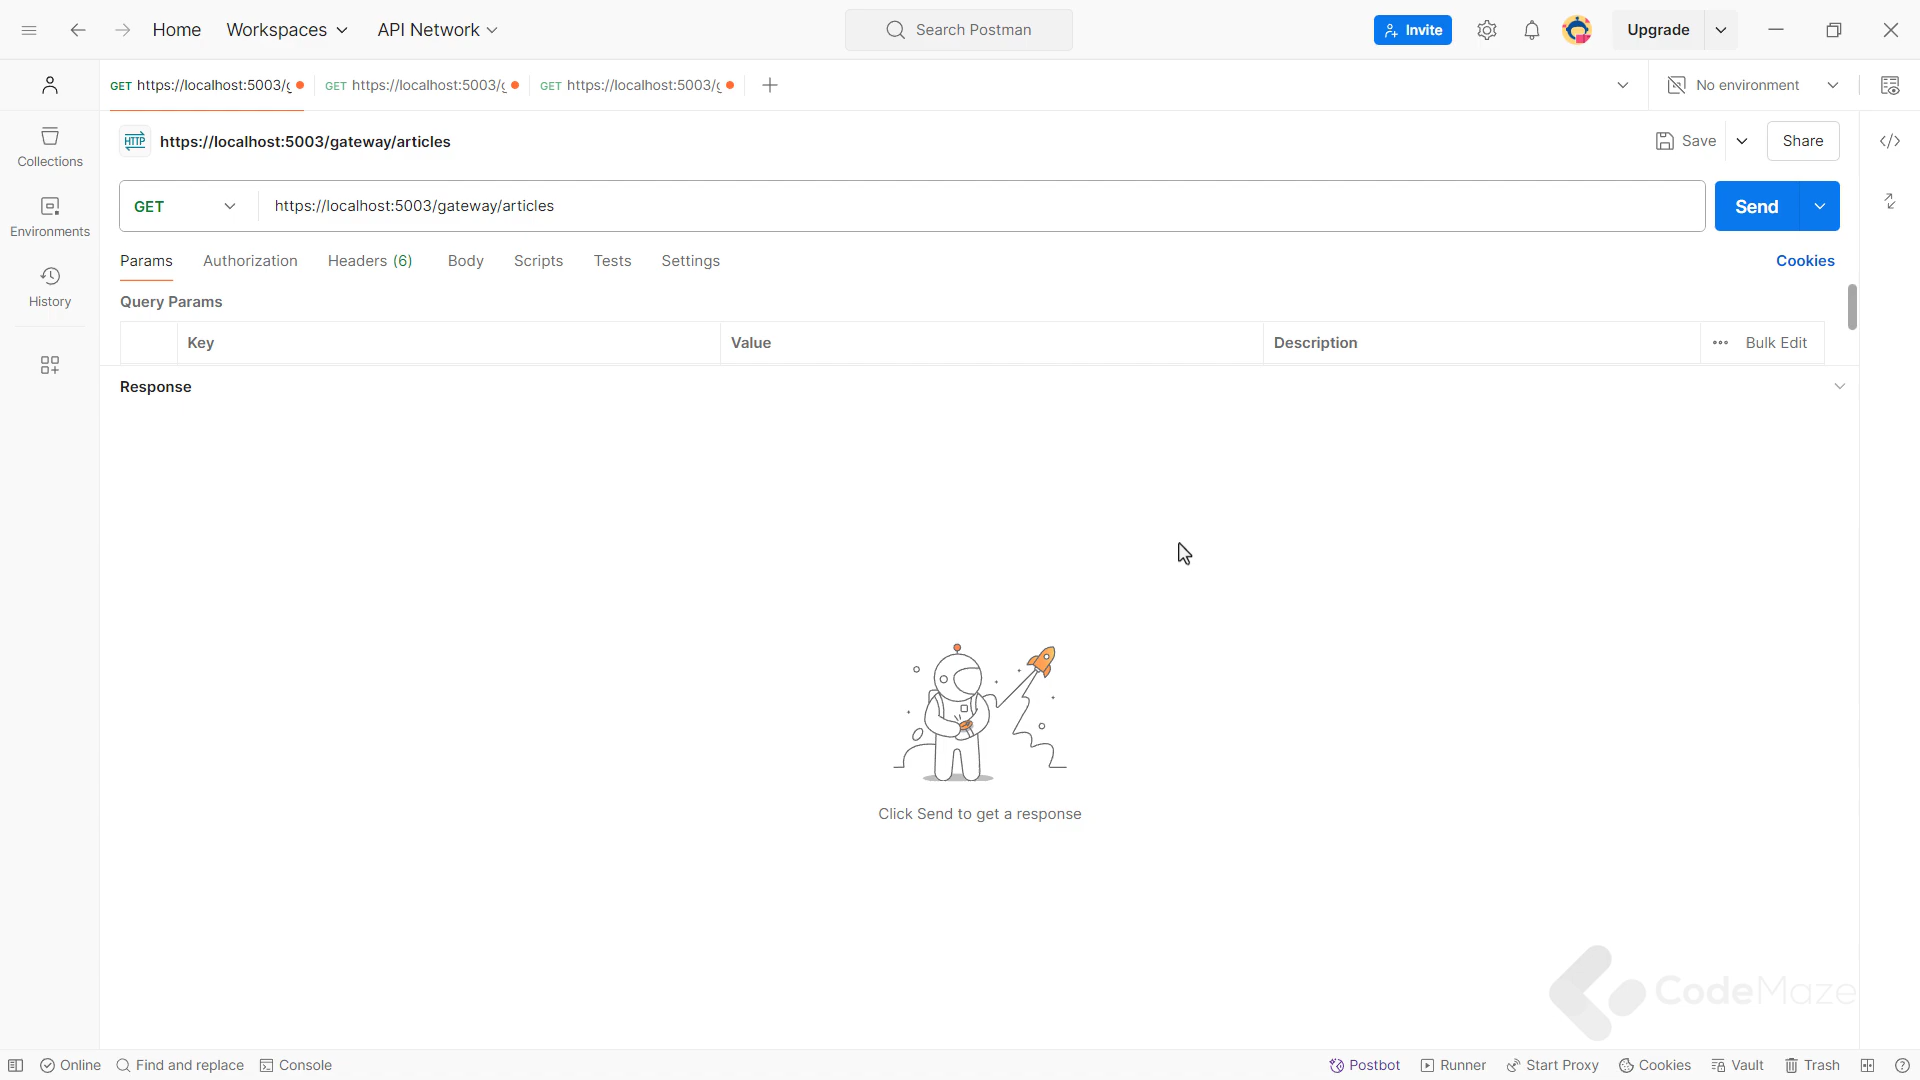 Home Workspaces API Network Search Postman Invite Upgrade
GET https://localhost:5003/g GET https://localhost:5003/g GET https://localhost:5003/g No environment
HTTP https://localhost:5003/gateway/articles Save Share
Collections
GET https://localhost:5003/gateway/articles Send
Environments
Params Authorization Headers (6) Body Scripts Tests Settings Cookies
History
Query Params
Key Value Description Bulk Edit
Response
Click Send to get a response
CodeMaze
Online Find and replace Console Postbot Runner Start Proxy Cookies Vault Trash